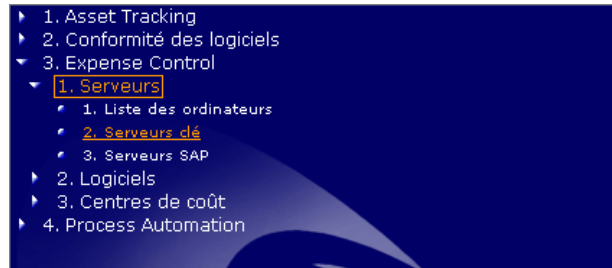 1. Asset Tracking
2. Conformité des logiciels
3. Expense Control
1. Serveurs
1. Liste des ordinateurs
2. Serveurs clé
3. Serveurs SAP
2. Logiciels
3. Centres de coût
4. Process Automation